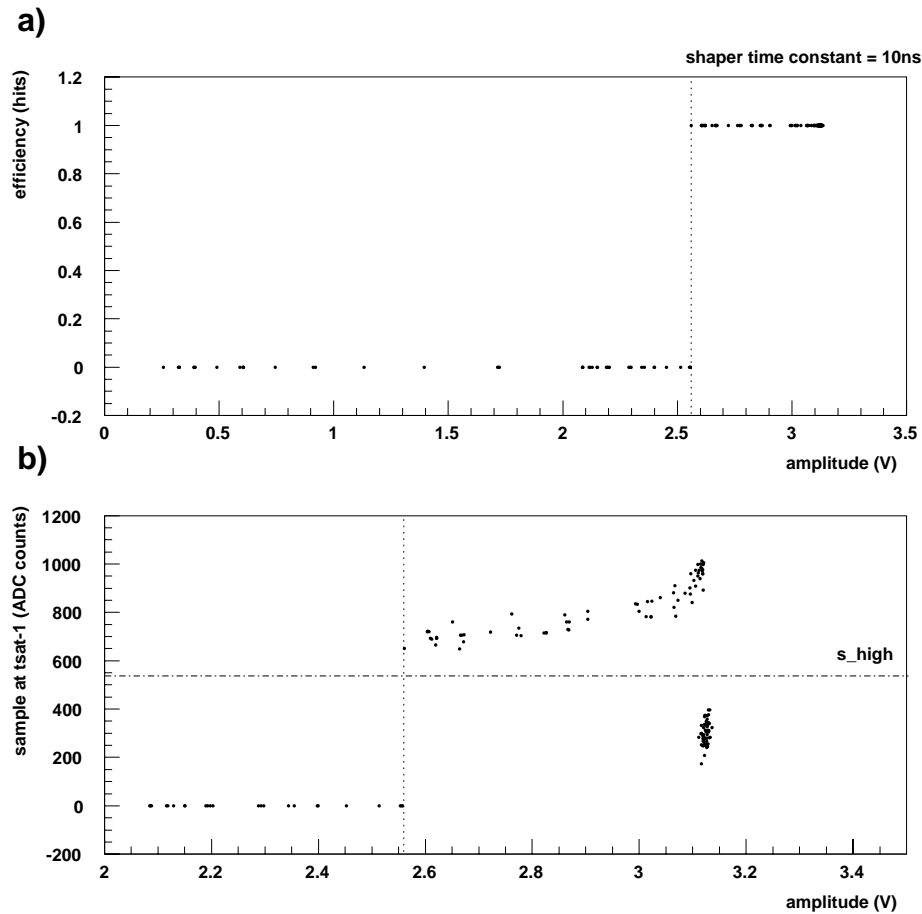 a)
shaper time constant = 10ns
efficiency (hits)
1.2
1
0.8
0.6
0.4
0.2
0
-0.2
0 0.5 1 1.5 2 2.5 3 3.5
amplitude (V)
b)
sample at tsat-1 (ADC counts)
1200
1000
800
600
400
200
0
-200
s_high
2 2.2 2.4 2.6 2.8 3 3.2 3.4
amplitude (V)